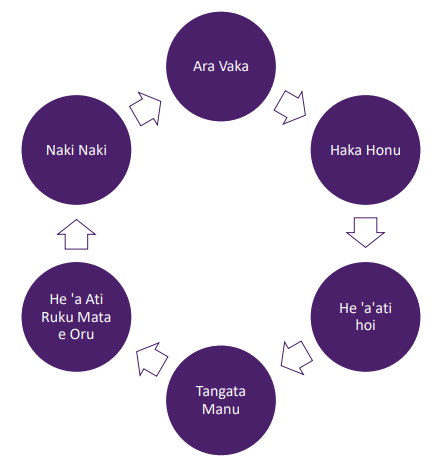 Ara Vaka
Haka Honu
He 'a'ati
hoi
Tangata
Manu
He 'a Ati
Ruku Mata
e Oru
Naki Naki